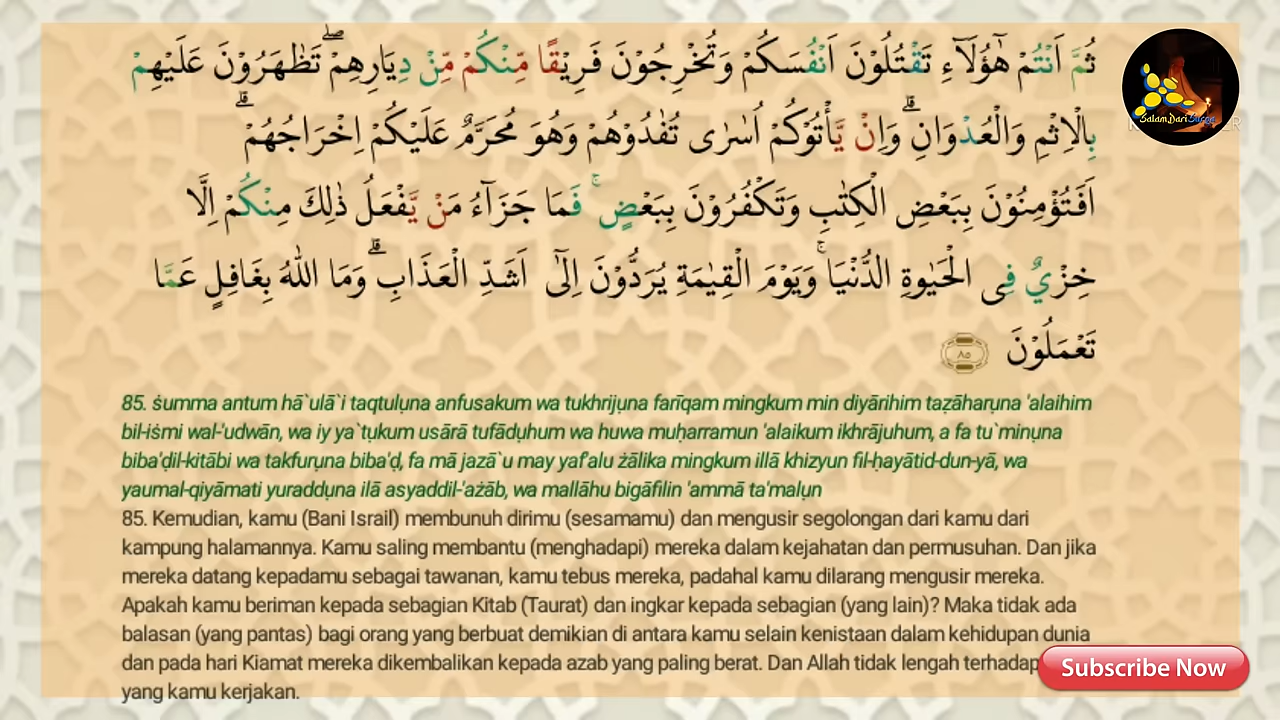 ثُمَّ اَنْتُمْ هٰٓؤُلَاۤءِ تَقْتُلُوْنَ اَنْفُسَكُمْ وَتُخْرِجُوْنَ فَرِيْقًا مِّنْكُمْ مِّنْ دِيَارِهِمْۖ تَظٰهَرُوْنَ عَلَيْهِمْ
بِالْاِثْمِ وَالْعُدْوَانِۗ وَاِنْ يَّأْتُوْكُمْ اُسٰرٰى تُفٰدُوْهُمْ وَهُوَ مُحَرَّمٌ عَلَيْكُمْ اِخْرَاجُهُمْۗ
اَفَتُؤْمِنُوْنَ بِبَعْضِ الْكِتٰبِ وَتَكْفُرُوْنَ بِبَعْضٍۚ فَمَا جَزَاۤءُ مَنْ يَّفْعَلُ ذٰلِكَ مِنْكُمْ اِلَّا
خِزْيٌ فِى الْحَيٰوةِ الدُّنْيَاۚ وَيَوْمَ الْقِيٰمَةِ يُرَدُّوْنَ اِلٰٓى اَشَدِّ الْعَذَابِۗ وَمَا اللّٰهُ بِغَافِلٍ عَمَّا
تَعْمَلُوْنَ ٨٥
85. ṡumma antum hā`ulā`i taqtulụna anfusakum wa tukhrijụna farīqam mingkum min diyārihim taẓāharụna 'alaihim
bil-iṡmi wal-'udwān, wa iy ya`tụkum usārā tufādụhum wa huwa muḥarramun 'alaikum ikhrājuhum, a fa tu`minụna
biba'ḍil-kitābi wa takfurụna biba'ḍ, fa mā jazā`u may yaf'alu żālika mingkum illā khizyun fil-ḥayātid-dun-yā, wa
yaumal-qiyāmati yuraddụna ilā asyaddil-'ażāb, wa mallāhu bigāfilin 'ammā ta'malụn
85. Kemudian, kamu (Bani Israil) membunuh dirimu (sesamamu) dan mengusir segolongan dari kamu dari
kampung halamannya. Kamu saling membantu (menghadapi) mereka dalam kejahatan dan permusuhan. Dan jika
mereka datang kepadamu sebagai tawanan, kamu tebus mereka, padahal kamu dilarang mengusir mereka.
Apakah kamu beriman kepada sebagian Kitab (Taurat) dan ingkar kepada sebagian (yang lain)? Maka tidak ada
balasan (yang pantas) bagi orang yang berbuat demikian di antara kamu selain kenistaan dalam kehidupan dunia
dan pada hari Kiamat mereka dikembalikan kepada azab yang paling berat. Dan Allah tidak lengah terhadap
yang kamu kerjakan.
Salam Dari Surga
Subscribe Now